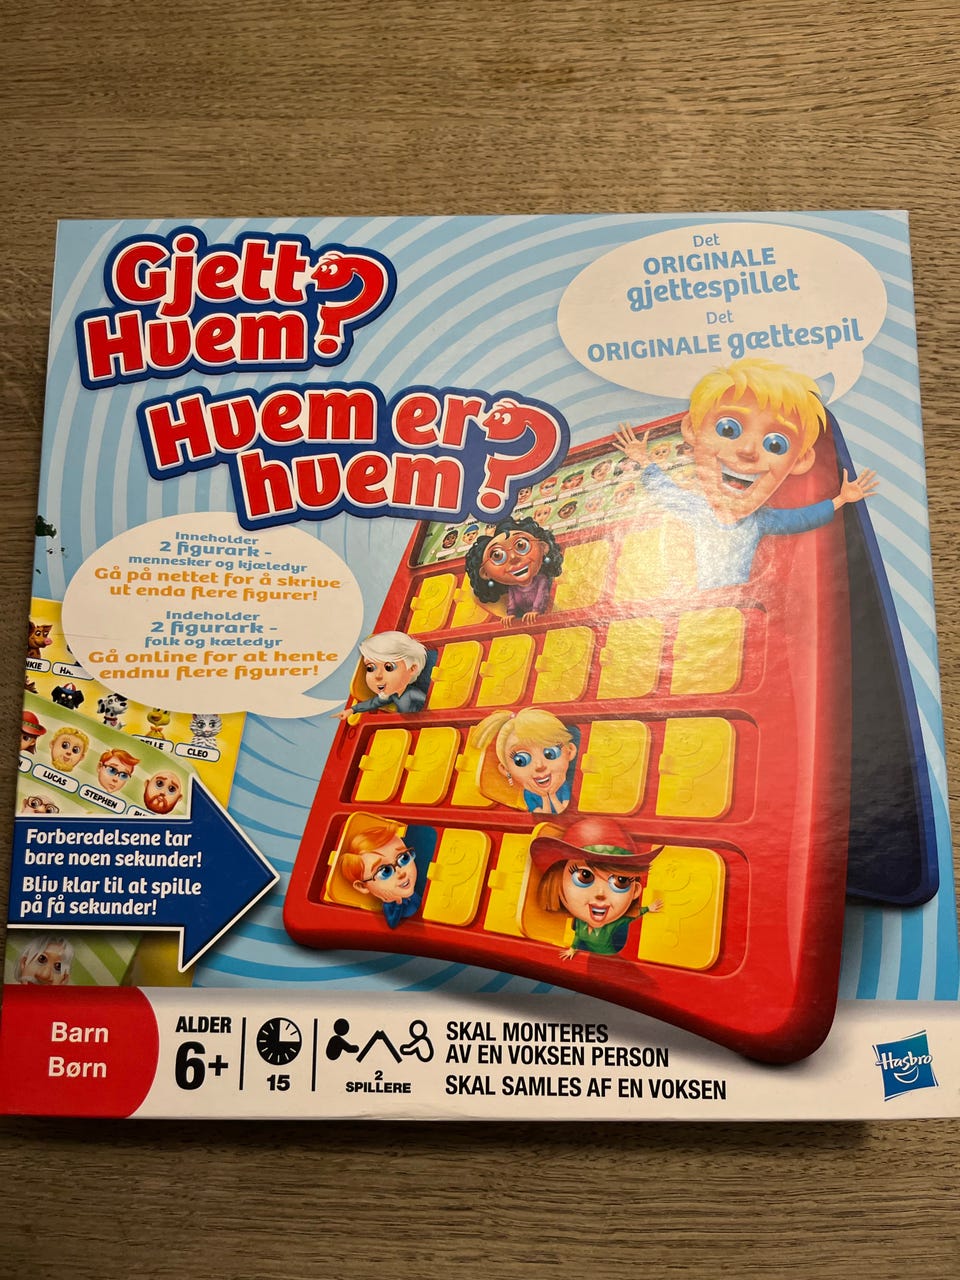 Gjett
Huem?
Huem er
huem?
Det
ORIGINALE
gjettespillet
Det
ORIGINALE gættespil
Inneholder
2 figurark -
mennesker og kjæledyr
Gå på nettet for å skrive
ut enda flere figurer!
Indeholder
2 figurark -
folk og kæledyr
Gå online for at hente
endnu flere figurer!
CLEO
LUCAS
STEPHEN
Forberedelsene tar
bare noen sekunder!
Bliv klar til at spille
på få sekunder!
Barn
Børn
ALDER
6+
15
2
SPILLERE
SKAL MONTERES
AV EN VOKSEN PERSON
SKAL SAMLES AF EN VOKSEN
Hasbro